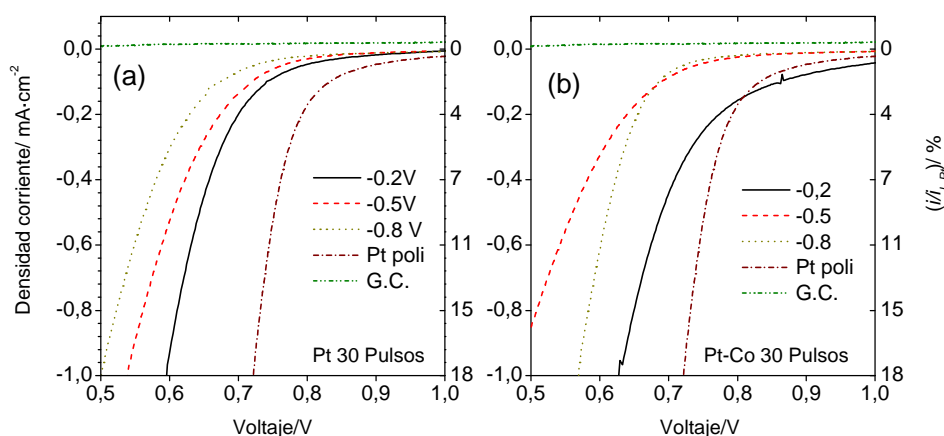 (a)
Densidad corriente/ mA·cm⁻²
0,0
-0,2
-0,4
-0,6
-0,8
-1,0
0,5 0,6 0,7 0,8 0,9 1,0
Voltaje/V
0
4
7
11
15
18
-0.2V
-0.5V
-0.8 V
Pt poli
G.C.
Pt 30 Pulsos
(b)
0,0
-0,2
-0,4
-0,6
-0,8
-1,0
0,5 0,6 0,7 0,8 0,9 1,0
Voltaje/V
0
4
7
11
15
18
-0,2
-0.5
-0.8
Pt poli
G.C.
Pt-Co 30 Pulsos